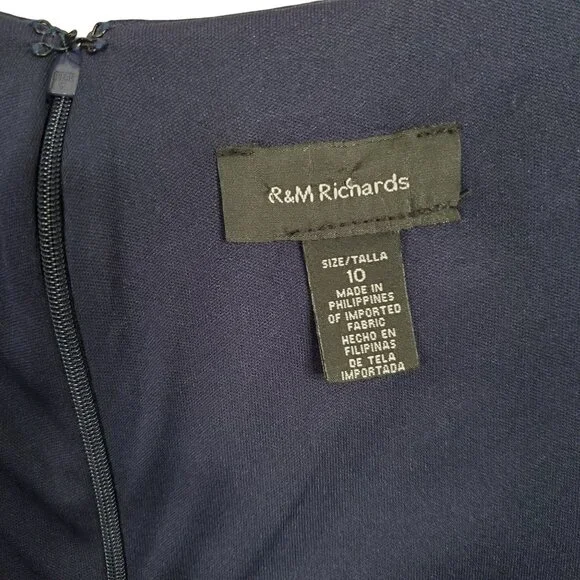 R&M Richards
SIZE/TALLA
10
MADE IN
PHILIPPINES
OF IMPORTED
FABRIC
HECHO EN
FILIPINAS
DE TELA
IMPORTADA